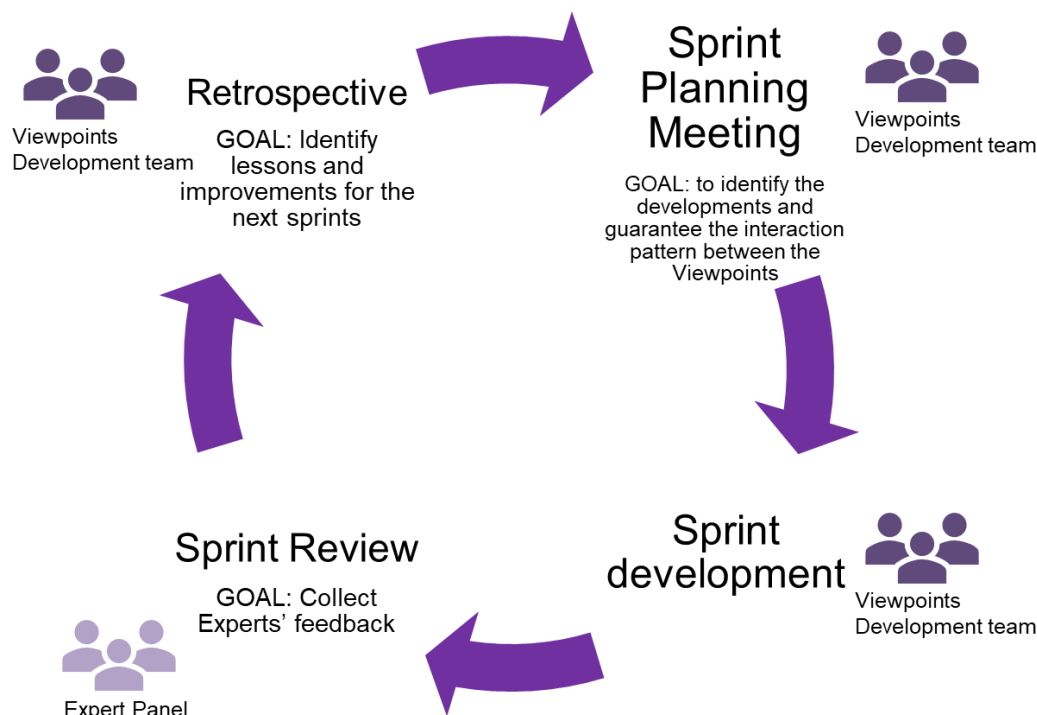 Retrospective
GOAL: Identify
lessons and
improvements for the
next sprints
Viewpoints
Development team
Sprint
Planning
Meeting
GOAL: to identify the
developments and
guarantee the interaction
pattern between the
Viewpoints
Viewpoints
Development team
Sprint
development
Viewpoints
Development team
Sprint Review
GOAL: Collect
Experts' feedback
Expert Panel